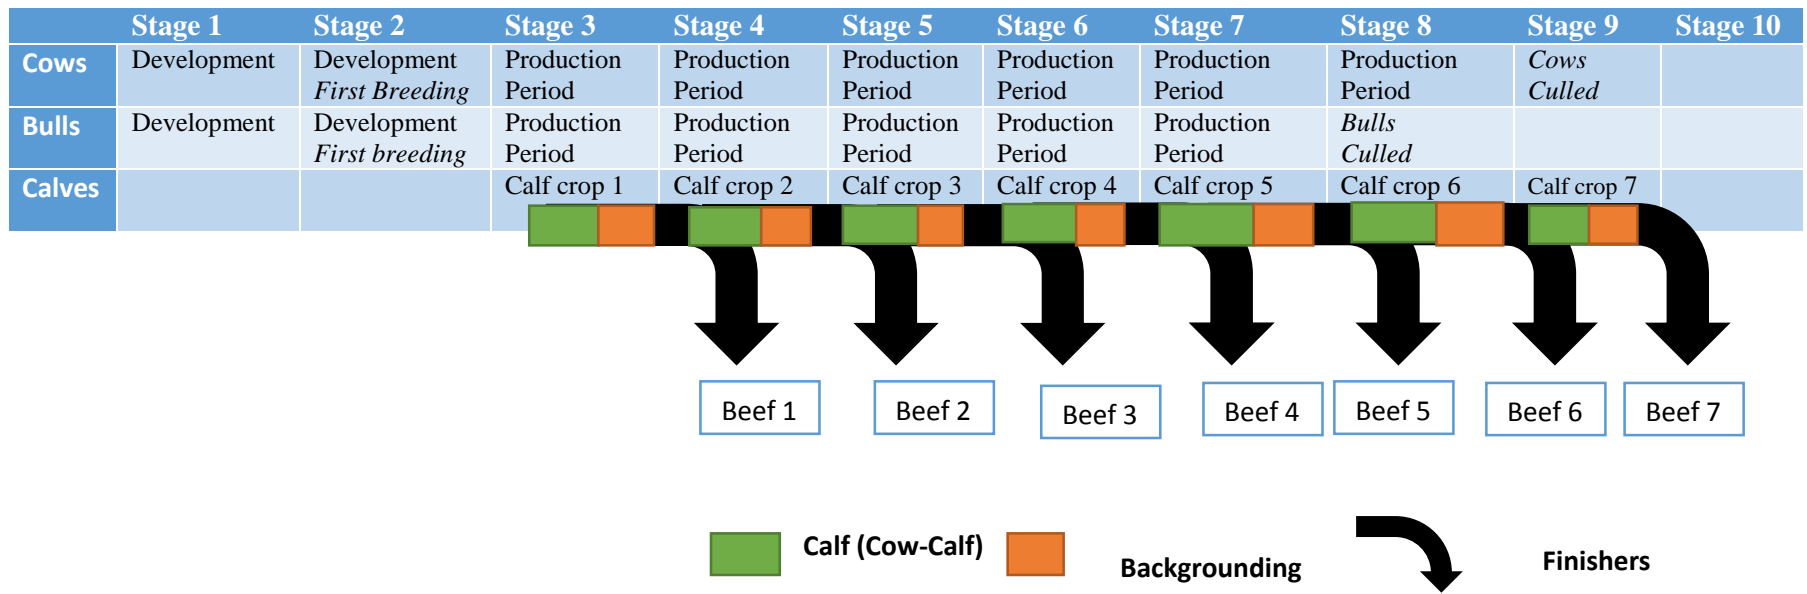 Stage 1 Stage 2 Stage 3 Stage 4 Stage 5 Stage 6 Stage 7 Stage 8 Stage 9 Stage 10
Cows Development Development Production Production Production Production Production Production Cows
First Breeding Period Period Period Period Period Period Culled
Bulls Development Development Production Production Production Production Production Bulls
First breeding Period Period Period Period Period Culled
Calves Calf crop 1 Calf crop 2 Calf crop 3 Calf crop 4 Calf crop 5 Calf crop 6 Calf crop 7
Beef 1 Beef 2 Beef 3 Beef 4 Beef 5 Beef 6 Beef 7
Calf (Cow-Calf) Backgrounding Finishers